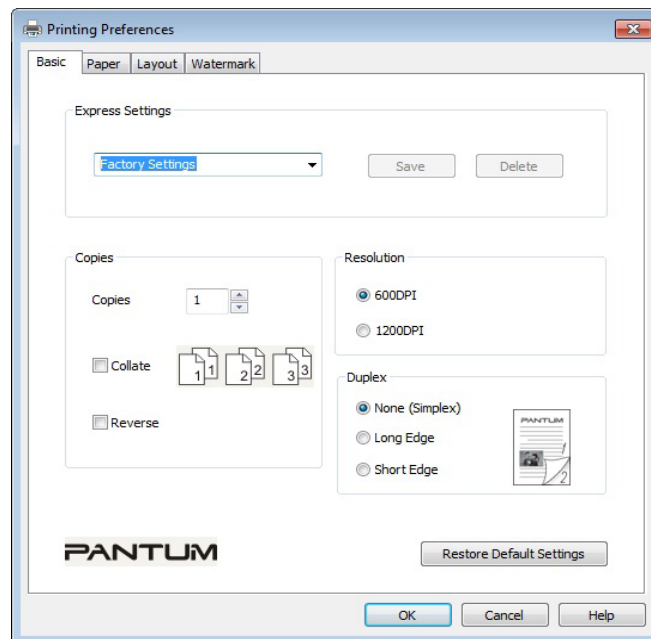 Printing Preferences
Basic Paper Layout Watermark
Express Settings
Factory Settings
Save Delete
Copies
Copies 1
Collate 1 1 2 2 3 3
Reverse
Resolution
600DPI
1200DPI
Duplex
None (Simplex)
Long Edge
Short Edge
PANTUM
2
PANTUM
Restore Default Settings
OK Cancel Help